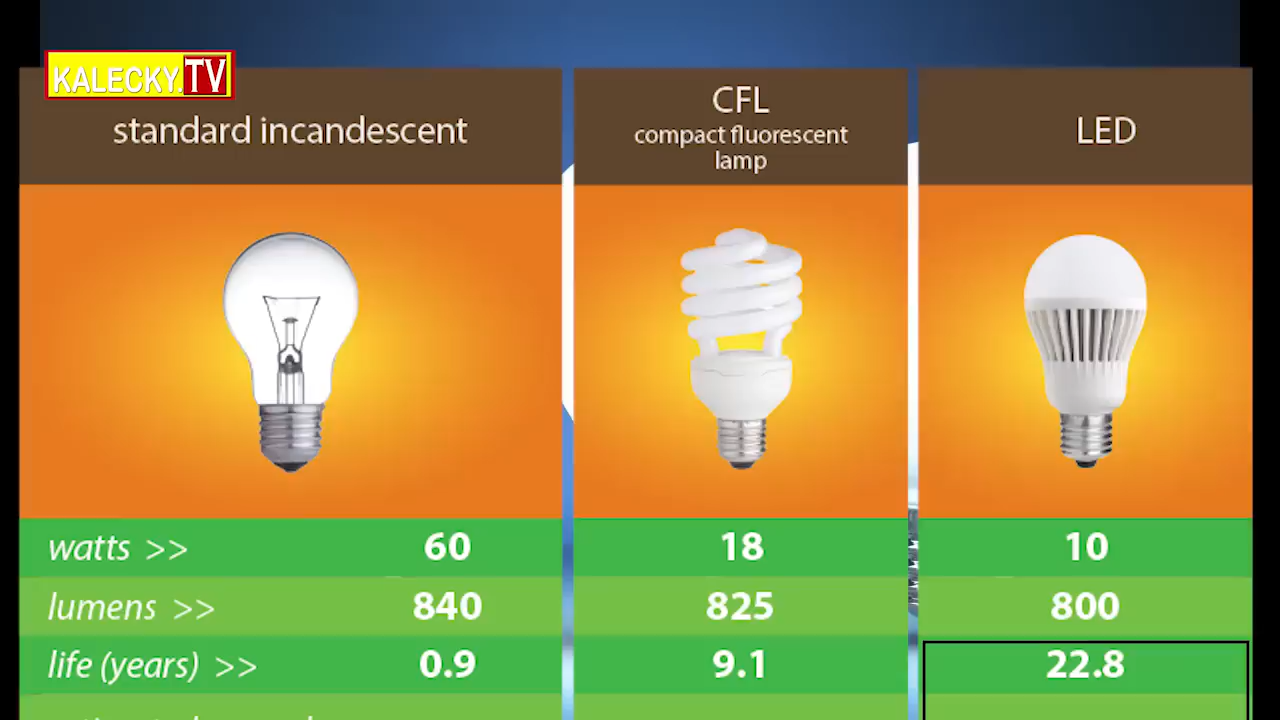 KALECKY.TV
standard incandescent
CFL
compact fluorescent
lamp
LED
watts >> 60 18 10
lumens >> 840 825 800
life (years) >> 0.9 9.1 22.8